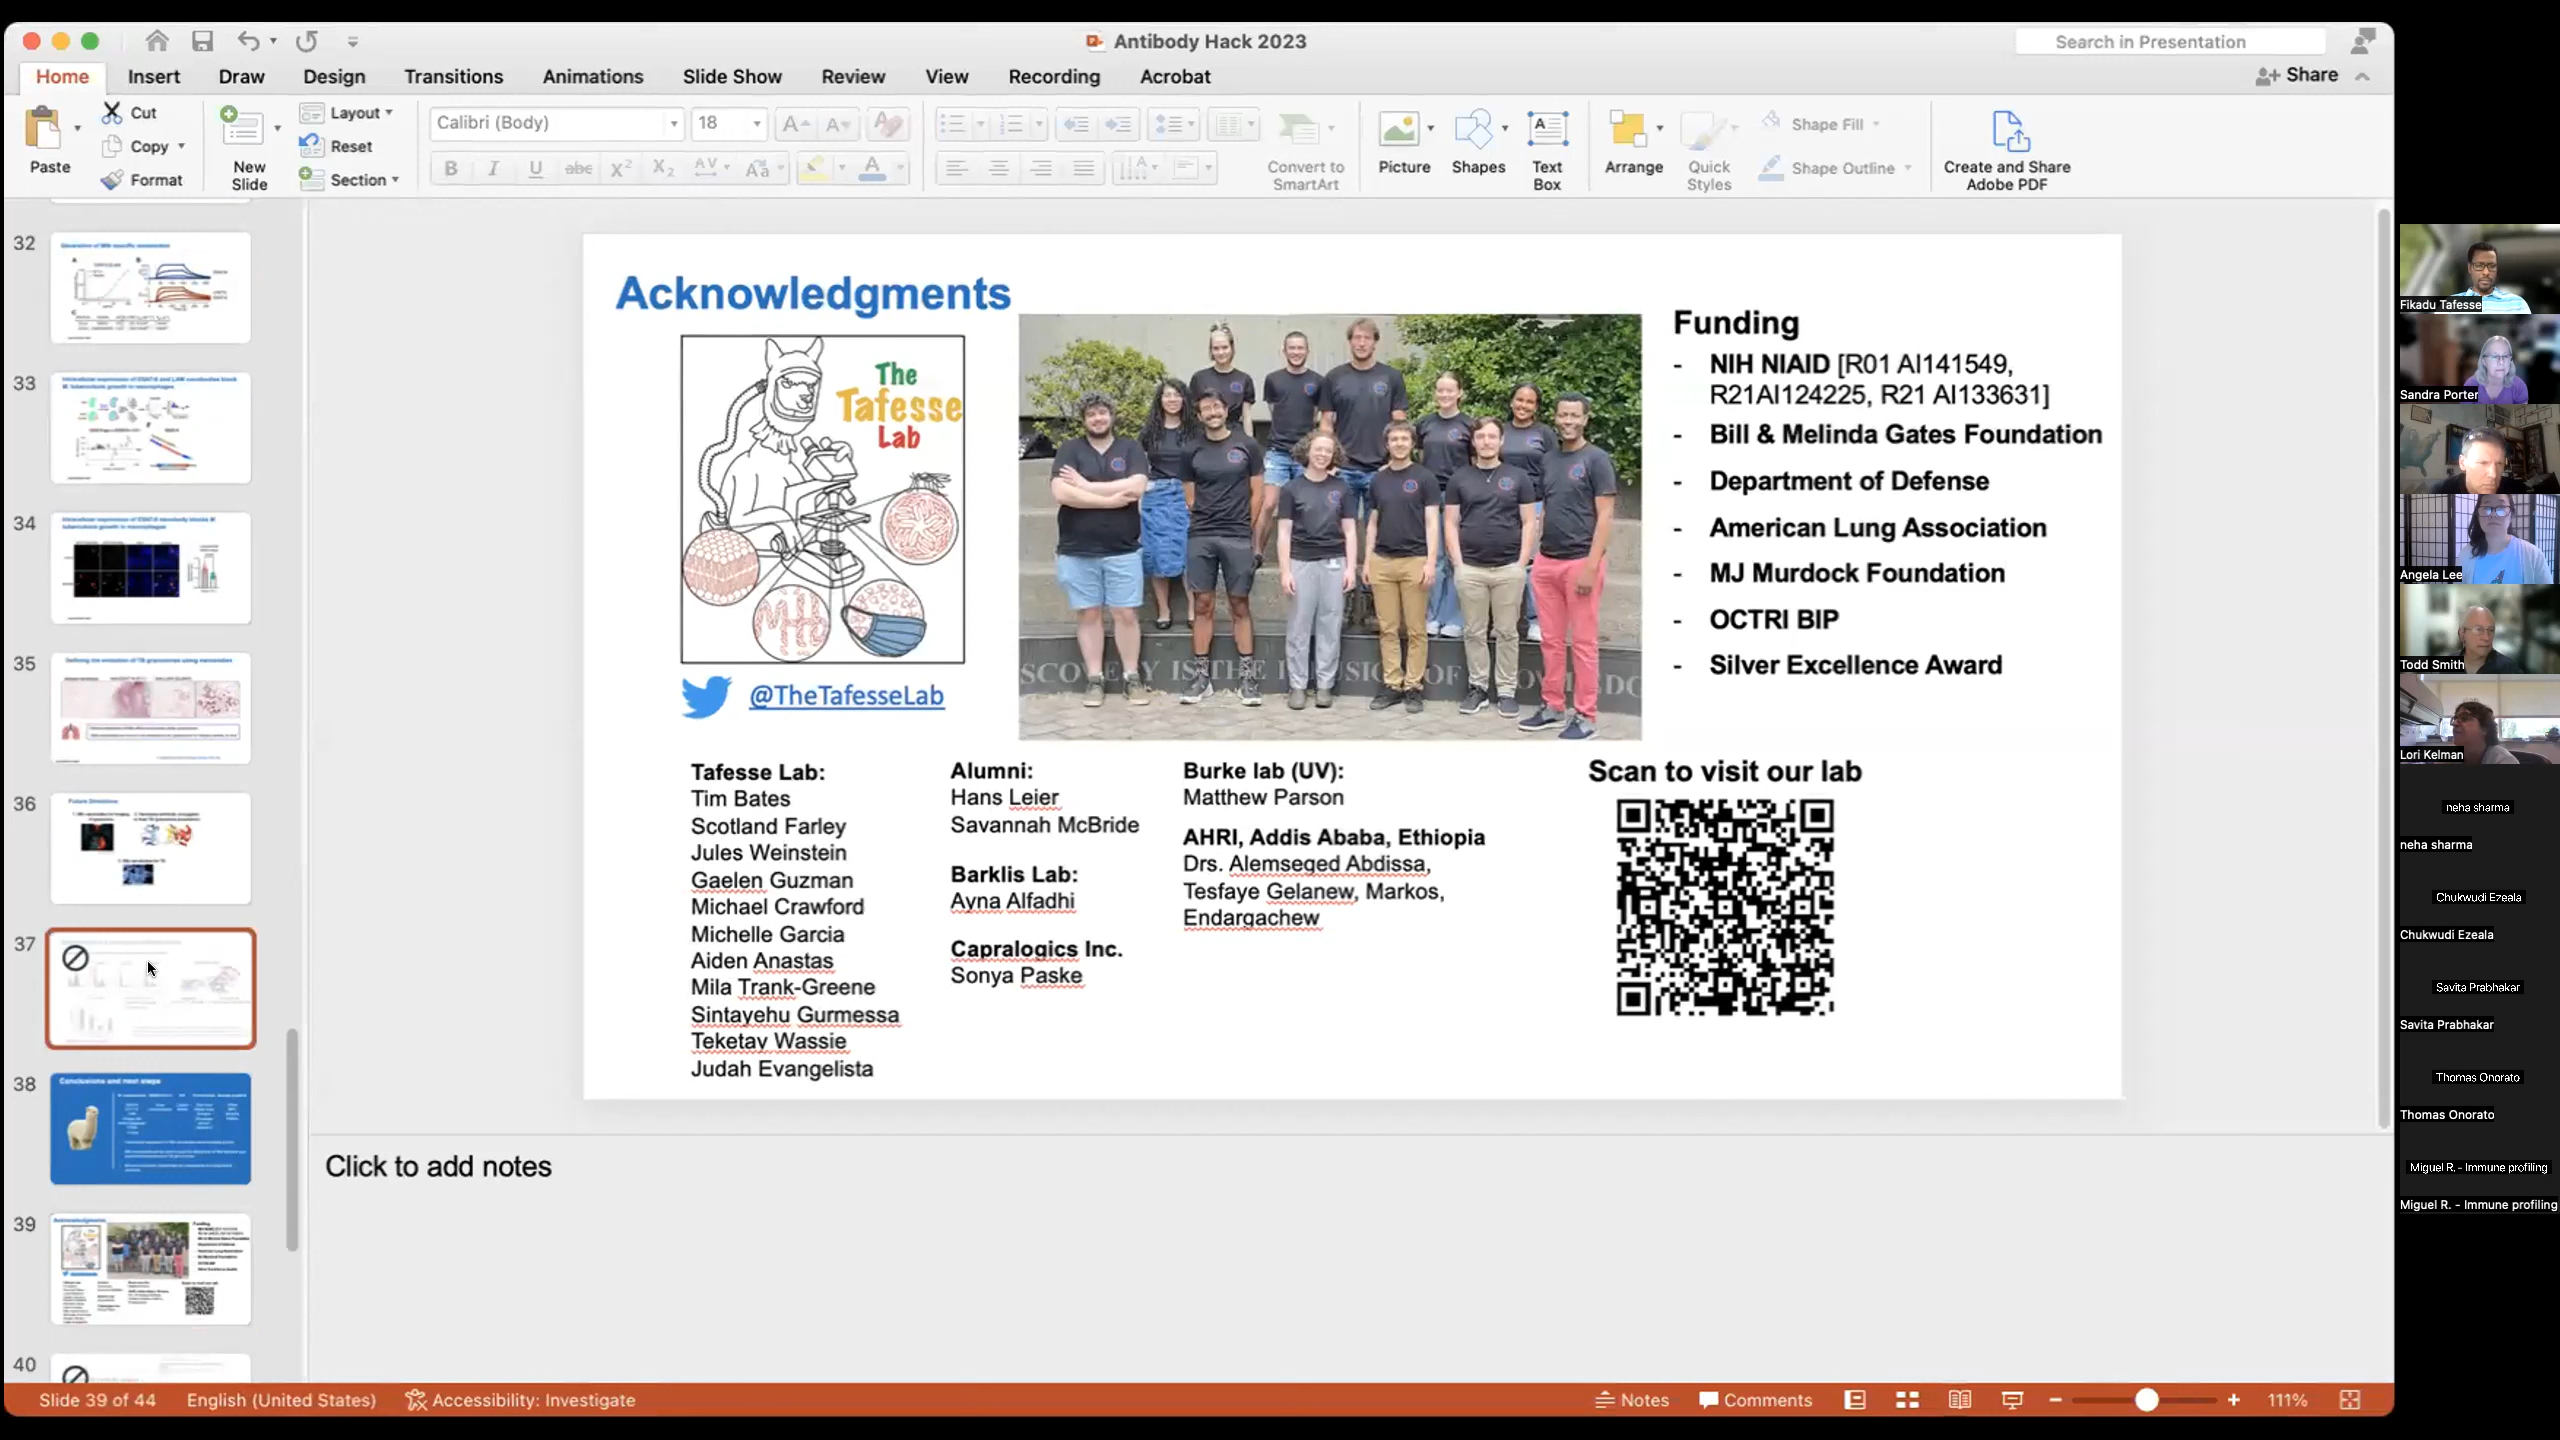 Antibody Hack 2023
Search in Presentation
Home Insert Draw Design Transitions Animations Slide Show Review View Recording Acrobat
Share
Paste
Cut
Copy
Format
New Slide
Layout
Reset
Section
Calibri (Body)
18
Convert to SmartArt
Picture
Shapes
Text Box
Arrange
Quick Styles
Shape Fill
Shape Outline
Create and Share Adobe PDF
32
33
34
35
36
Future Directions
37
38
Conclusions and next steps
39
Acknowledgments
40
Acknowledgments
The
Tafesse
Lab
@TheTafesseLab
Funding
- NIH NIAID [R01 AI141549,
R21AI124225, R21 AI133631]
- Bill & Melinda Gates Foundation
- Department of Defense
- American Lung Association
- MJ Murdock Foundation
- OCTRI BIP
- Silver Excellence Award
Tafesse Lab:
Tim Bates
Scotland Farley
Jules Weinstein
Gaelen Guzman
Michael Crawford
Michelle Garcia
Aiden Anastas
Mila Trank-Greene
Sintayehu Gurmessa
Teketay Wassie
Judah Evangelista
Alumni:
Hans Leier
Savannah McBride
Barklis Lab:
Ayna Alfadhi
Capralogics Inc.
Sonya Paske
Burke lab (UV):
Matthew Parson
AHRI, Addis Ababa, Ethiopia
Drs. Alemseged Abdissa,
Tesfaye Gelanew, Markos,
Endargachew
Scan to visit our lab
Click to add notes
Slide 39 of 44
English (United States)
Accessibility: Investigate
Notes
Comments
111%
Fikadu Tafesse
Sandra Porter
Angela Lee
Todd Smith
Lori Kelman
neha sharma
neha sharma
Chukwudi Ezeala
Chukwudi Ezeala
Savita Prabhakar
Savita Prabhakar
Thomas Onorato
Thomas Onorato
Miguel R. - Immune profiling
Miguel R. - Immune profiling